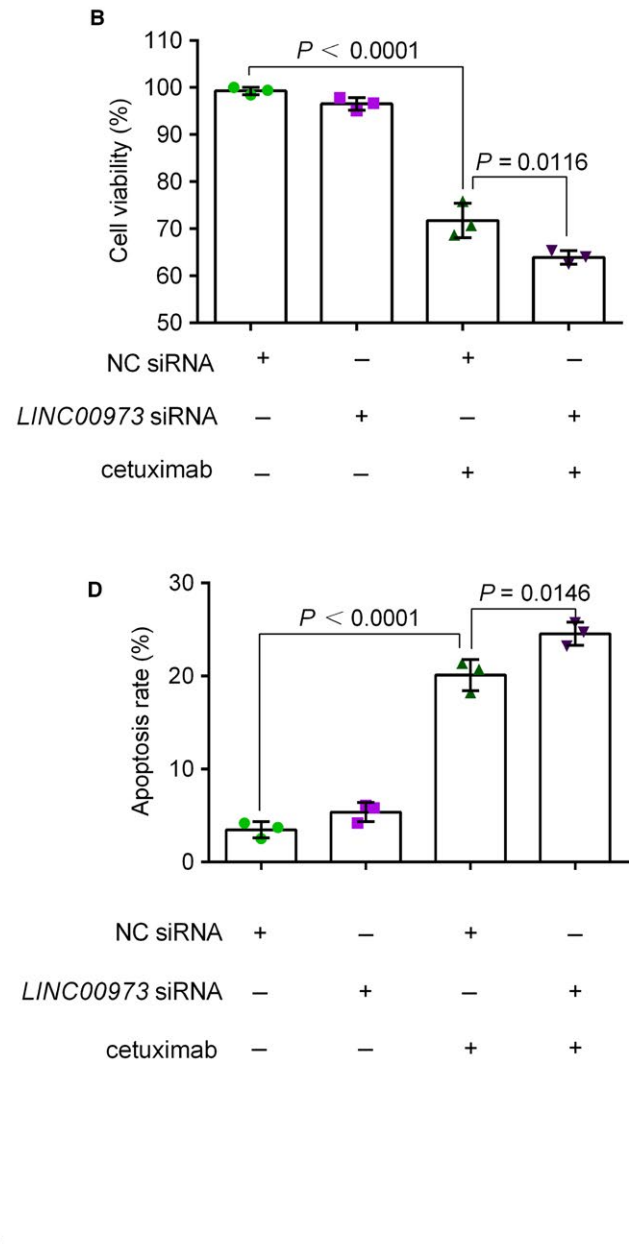 B
110
100
90
80
70
60
50
Cell viability (%)
P < 0.0001
P = 0.0116
NC siRNA + – + –
LINC00973 siRNA – + – +
cetuximab – – + +
D
30
20
10
0
Apoptosis rate (%)
P < 0.0001
P = 0.0146
NC siRNA + – + –
LINC00973 siRNA – + – +
cetuximab – – + +